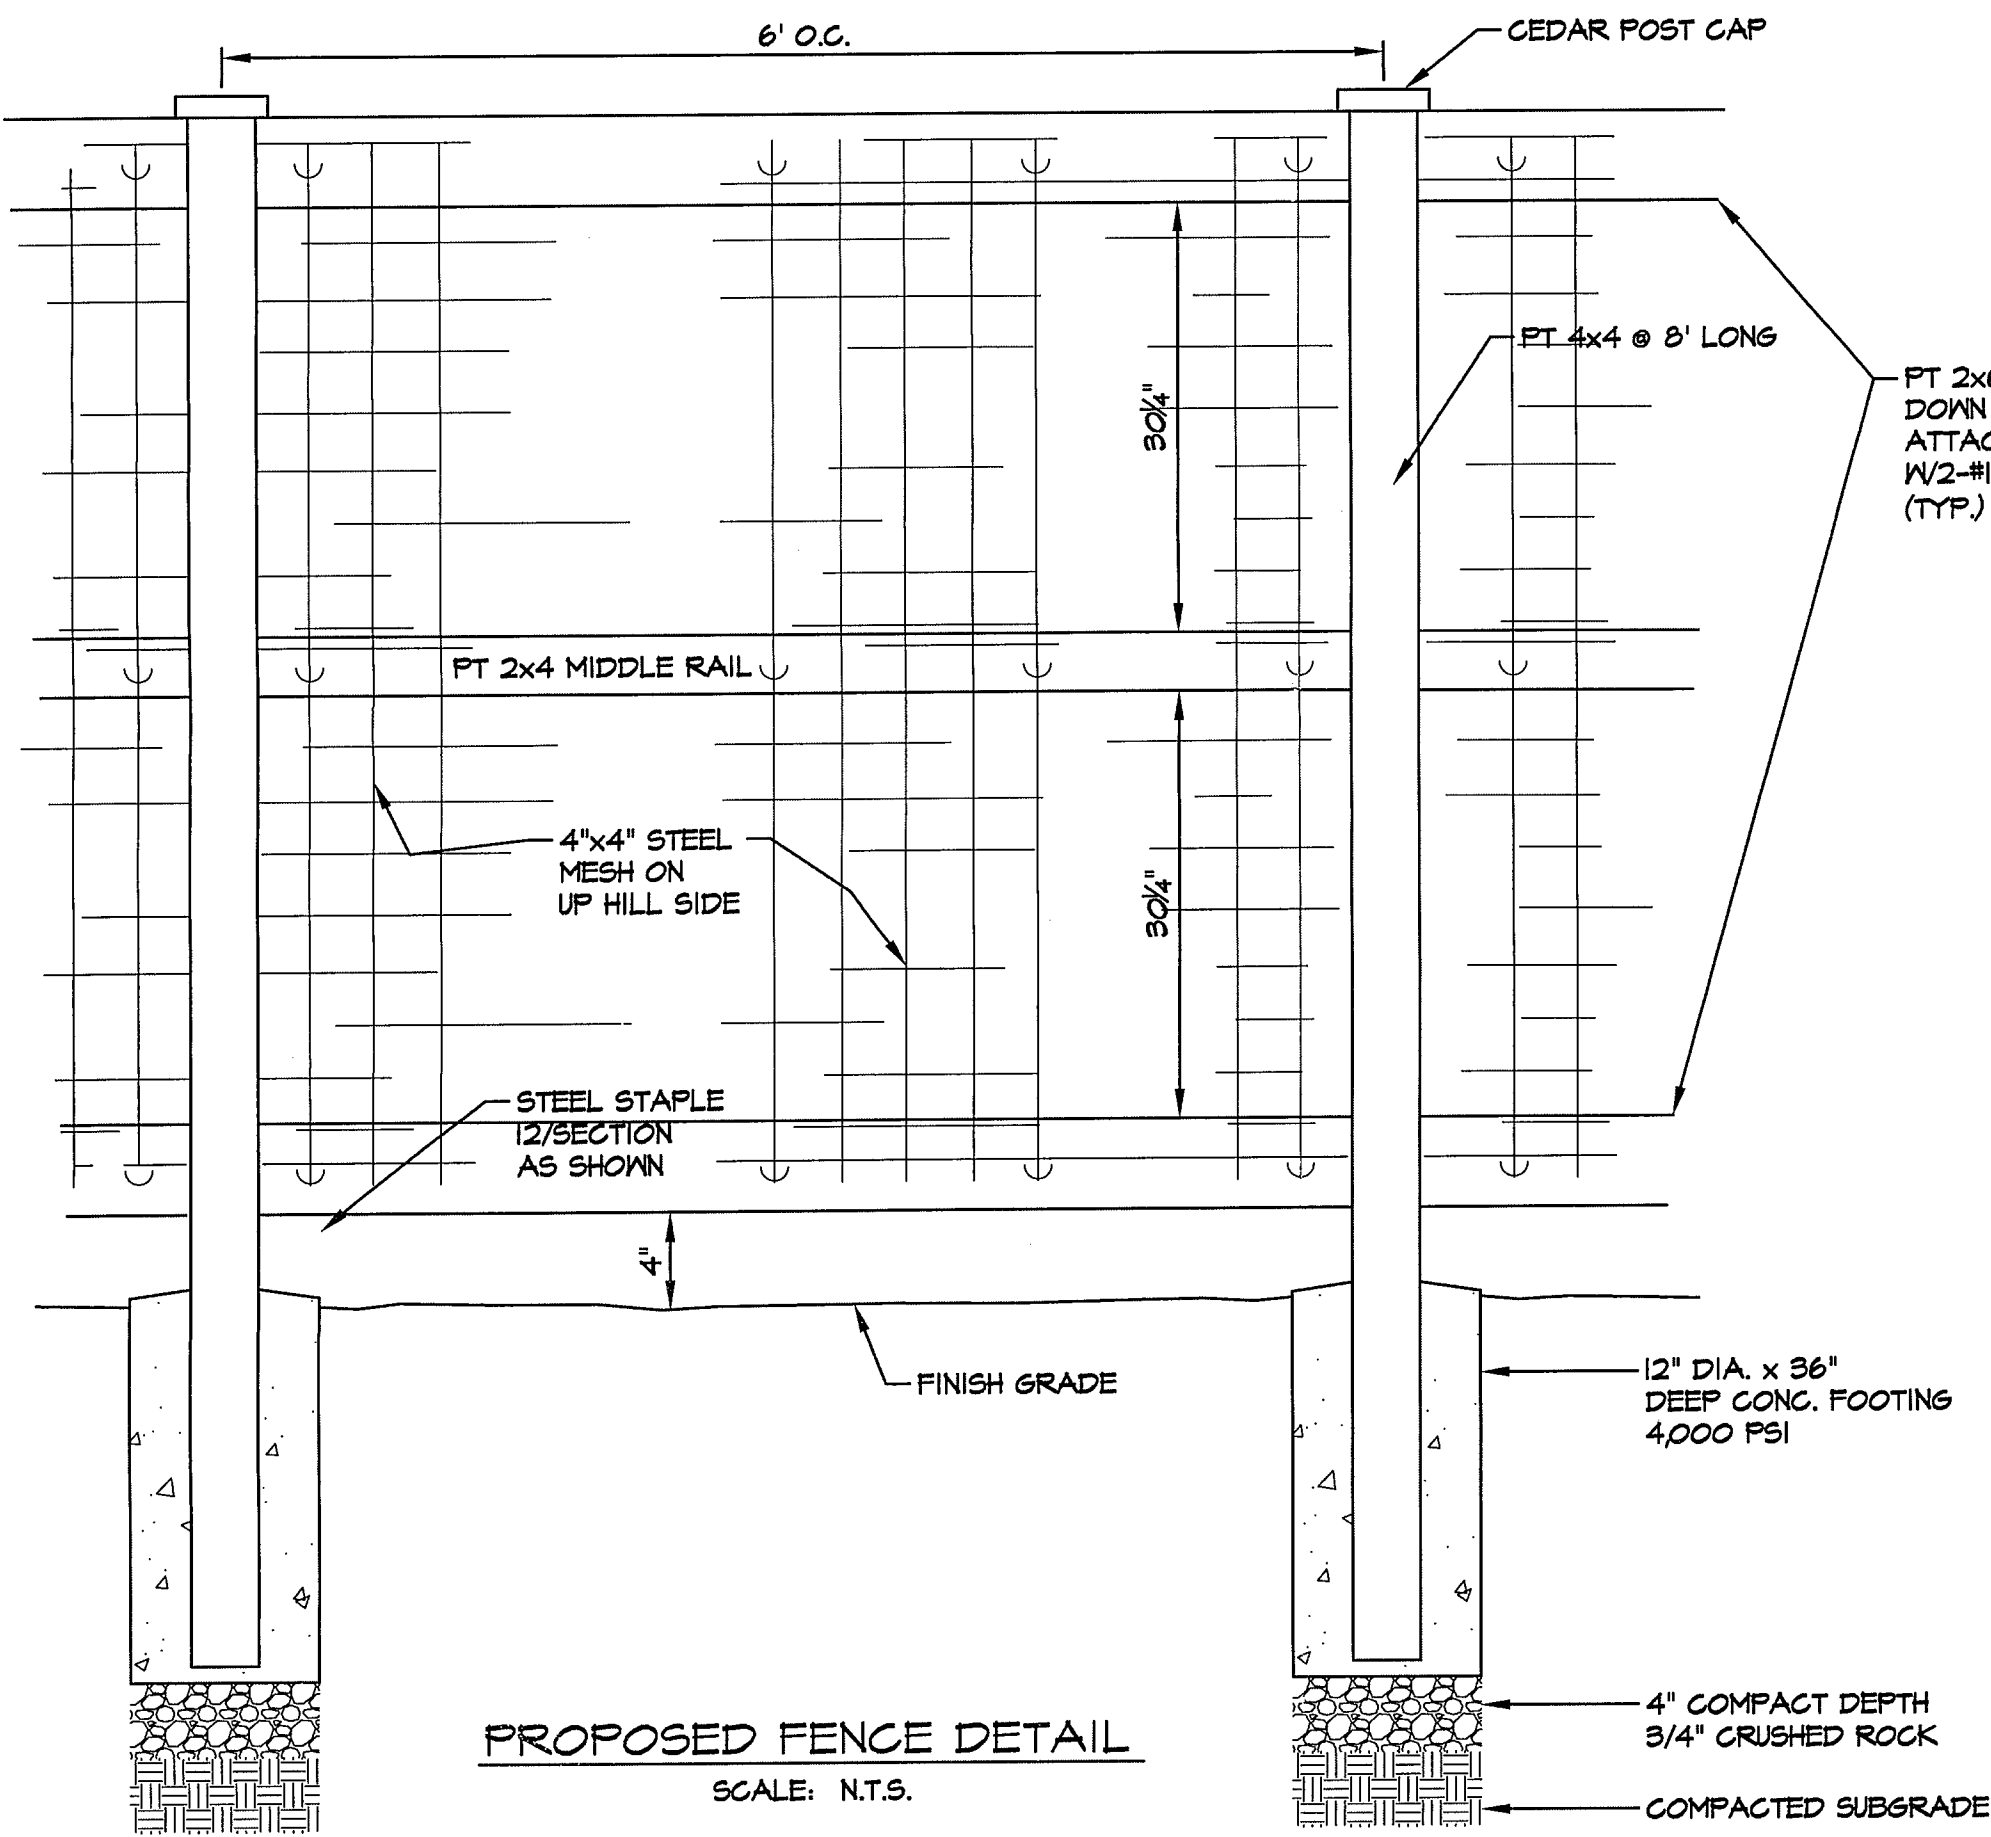 6' O.C.
CEDAR POST CAP
PT 4x4 @ 8' LONG
30¼"
DOWN
W/2-#1
(TYP.)
PT 2x4 MIDDLE RAIL
4"x4" STEEL
MESH ON
UP HILL SIDE
30¼"
STEEL STAPLE
12/SECTION
AS SHOWN
4"
FINISH GRADE
12" DIA. x 36"
DEEP CONC. FOOTING
4,000 PSI
4" COMPACT DEPTH
3/4" CRUSHED ROCK
COMPACTED SUBGRADE
PROPOSED FENCE DETAIL
SCALE: N.T.S.